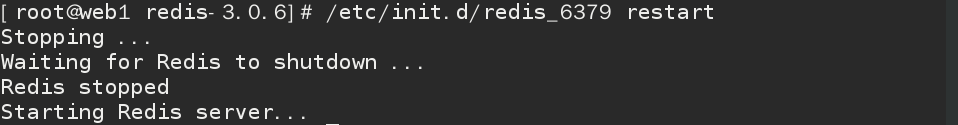 [root@web1 redis-3.0.6]# /etc/init.d/redis_6379 restart
Stopping ...
Waiting for Redis to shutdown ...
Redis stopped
Starting Redis server...